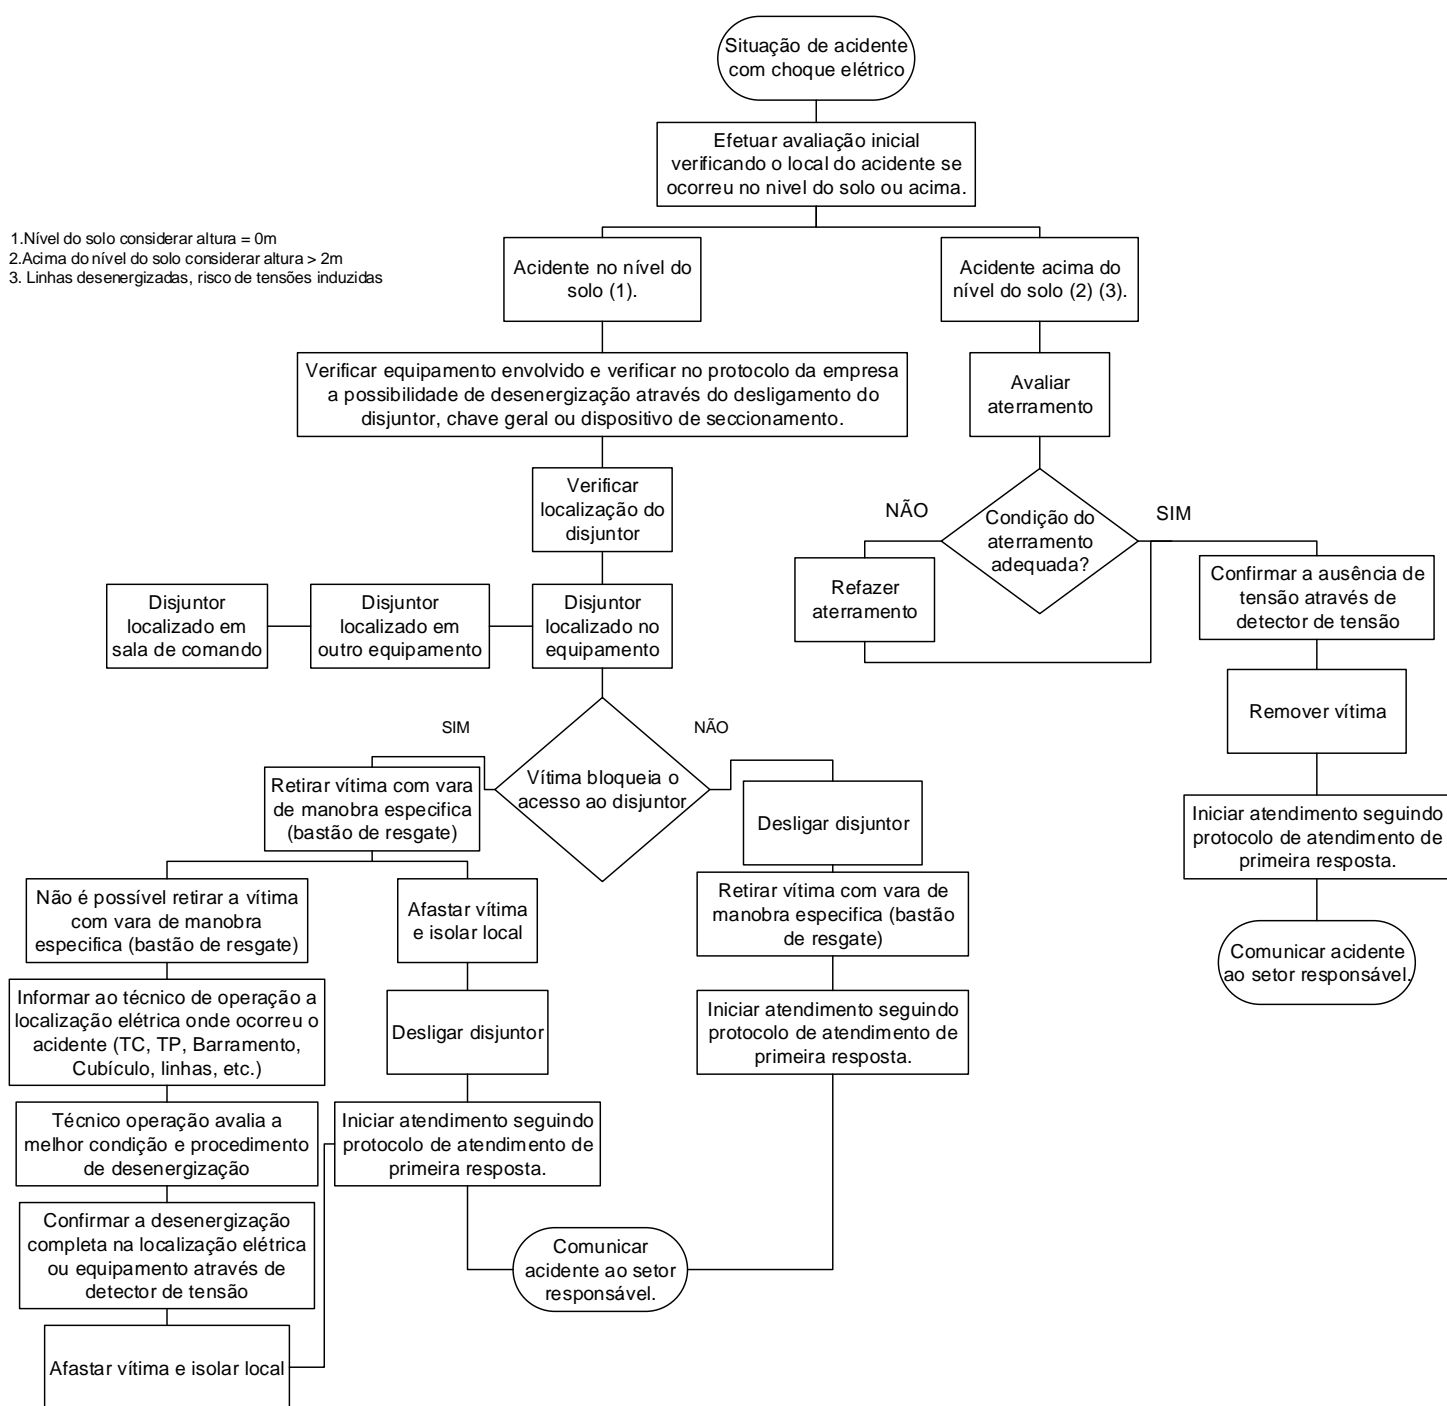 Situação de acidente
com choque elétrico
Efetuar avaliação inicial
verificando o local do acidente se
ocorreu no nivel do solo ou acima.
1.Nível do solo considerar altura = 0m
2.Acima do nível do solo considerar altura > 2m
3. Linhas desenergizadas, risco de tensões induzidas
Acidente no nível do
solo (1).
Acidente acima do
nível do solo (2) (3).
Verificar equipamento envolvido e verificar no protocolo da empresa
a possibilidade de desenergização através do desligamento do
disjuntor, chave geral ou dispositivo de seccionamento.
Avaliar
aterramento
Verificar
localização do
disjuntor
NÃO
Condição do
aterramento
adequada?
SIM
Refazer
aterramento
Confirmar a ausência de
tensão através de
detector de tensão
Disjuntor
localizado em
sala de comando
Disjuntor
localizado em
outro equipamento
Disjuntor
localizado no
equipamento
Remover vítima
SIM
NÃO
Vítima bloqueia o
acesso ao disjuntor
Retirar vítima com vara
de manobra especifica
(bastão de resgate)
Desligar disjuntor
Iniciar atendimento seguindo
protocolo de atendimento de
primeira resposta.
Não é possível retirar a vítima
com vara de manobra
especifica (bastão de resgate)
Afastar vítima
e isolar local
Retirar vítima com vara de
manobra especifica (bastão
de resgate)
Comunicar acidente
ao setor responsável.
Informar ao técnico de operação a
localização elétrica onde ocorreu o
acidente (TC, TP, Barramento,
Cubículo, linhas, etc.)
Desligar disjuntor
Iniciar atendimento seguindo
protocolo de atendimento de
primeira resposta.
Técnico operação avalia a
melhor condição e procedimento
de desenergização
Iniciar atendimento seguindo
protocolo de atendimento de
primeira resposta.
Confirmar a desenergização
completa na localização elétrica
ou equipamento através de
detector de tensão
Comunicar
acidente ao setor
responsável.
Afastar vítima e isolar local